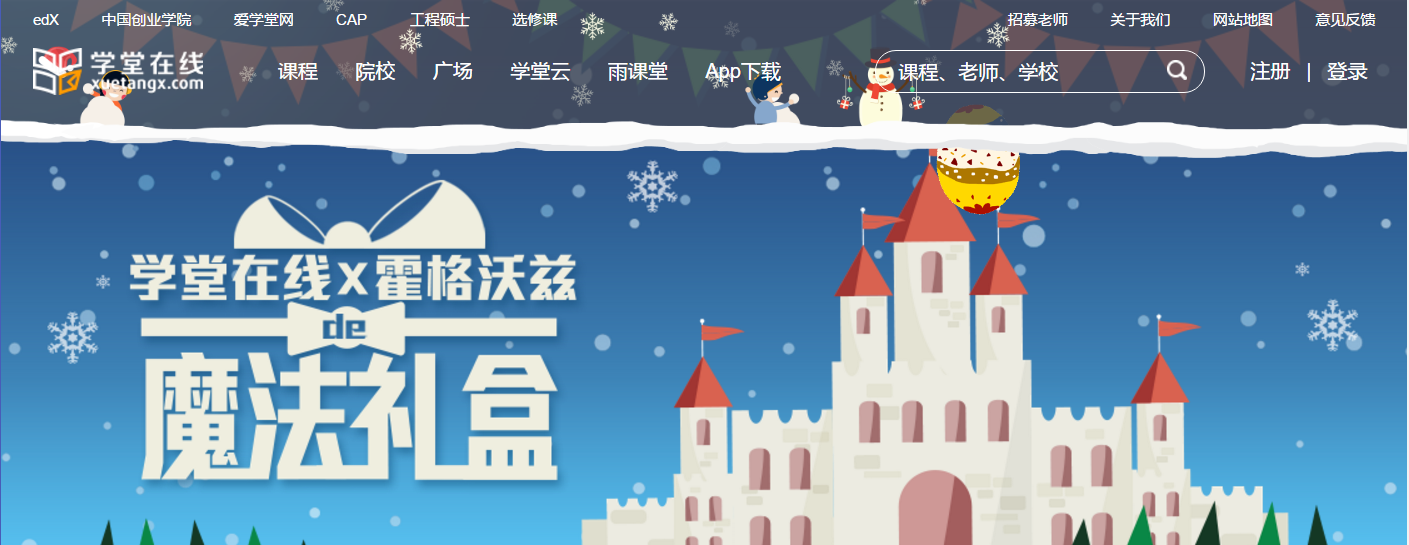 edX 中国创业学院 爱学堂网 CAP 工程硕士 选修课 招募老师 关于我们 网站地图 意见反馈
学堂在线
xuetangx.com
课程 院校 广场 学堂云 雨课堂 App下载 课程、老师、学校 注册 | 登录
学堂在线x霍格沃兹
de
魔法礼盒